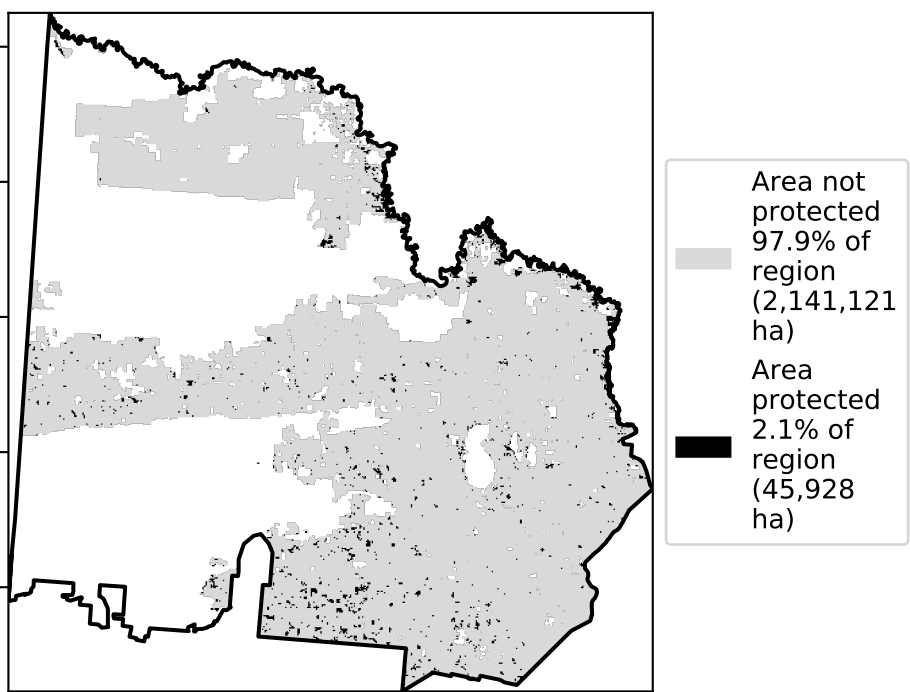 Area not
protected
97.9% of
region
(2,141,121
ha)
Area
protected
2.1% of
region
(45,928
ha)